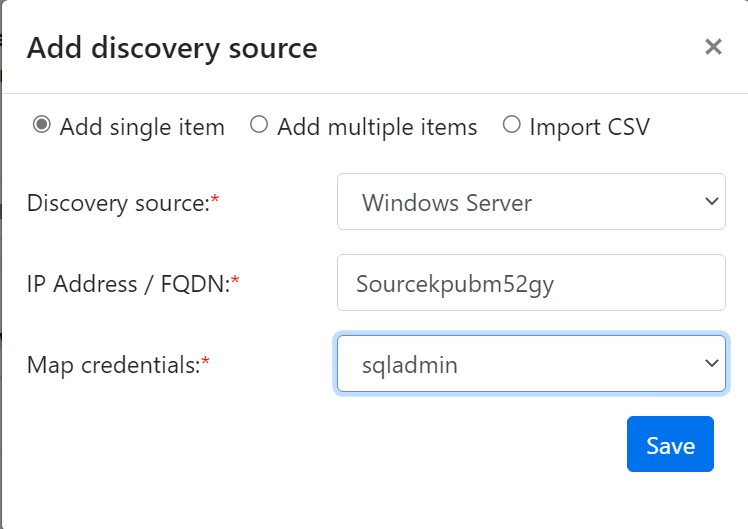 Add discovery source ×
Add single item Add multiple items Import CSV
Discovery source:* Windows Server
IP Address / FQDN:* Sourcekpubm52gy
Map credentials:* sqladmin
Save